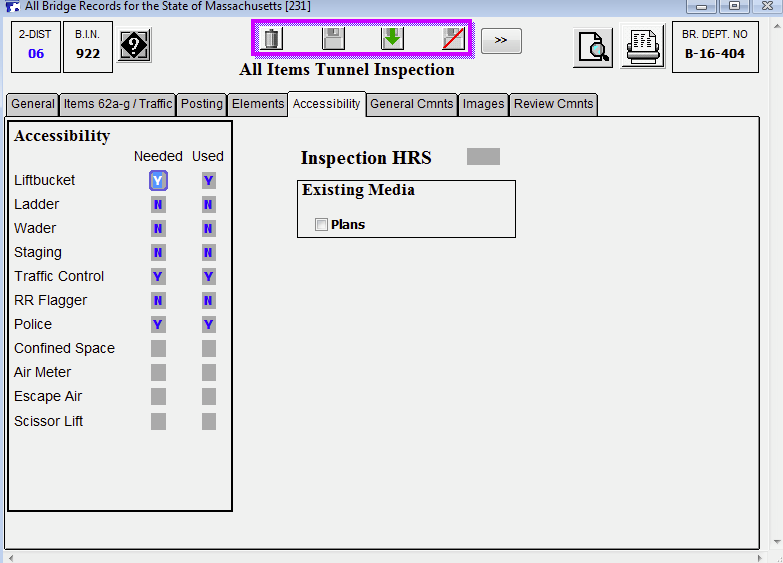 All Bridge Records for the State of Massachusetts [231]
2-DIST B.I.N. BR. DEPT. NO
06 922 ? >> B-16-404
All Items Tunnel Inspection
General Items 62a-g / Traffic Posting Elements Accessibility General Cmnts Images Review Cmnts
Accessibility
Needed Used
Inspection HRS
Liftbucket Y Y
Existing Media
Ladder N N
Wader N N
Plans
Staging N N
Traffic Control Y Y
RR Flagger N N
Police Y Y
Confined Space
Air Meter
Escape Air
Scissor Lift